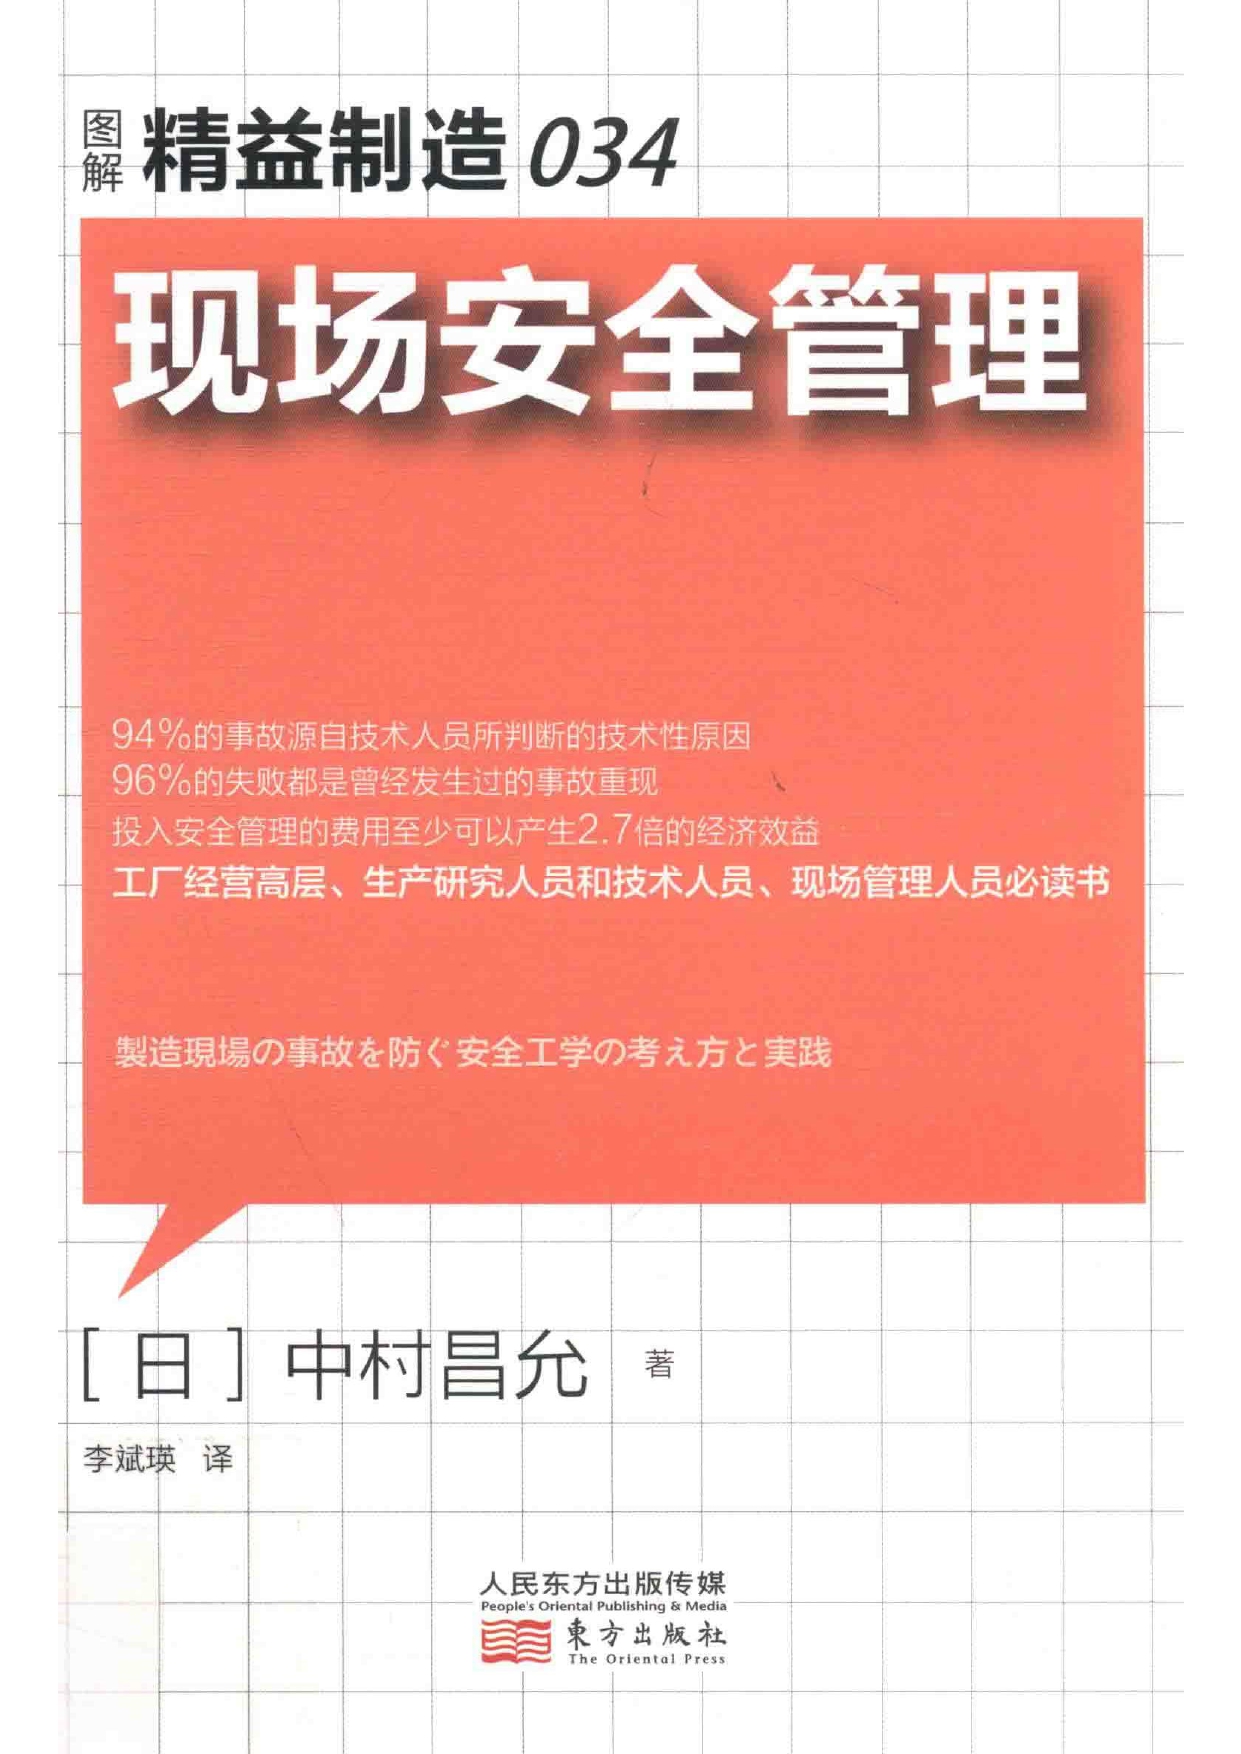 图解 精益制造 034
现场安全管理
94%的事故源自技术人员所判断的技术性原因
96%的失败都是曾经发生过的事故重现
投入安全管理的费用至少可以产生2.7倍的经济效益
工厂经营高层、生产研究人员和技术人员、现场管理人员必读书
製造現場の事故を防ぐ安全工学の考え方と実践
[日] 中村昌允 著
李斌瑛 译
人民东方出版传媒
People's Oriental Publishing & Media
東方出版社
The Oriental Press